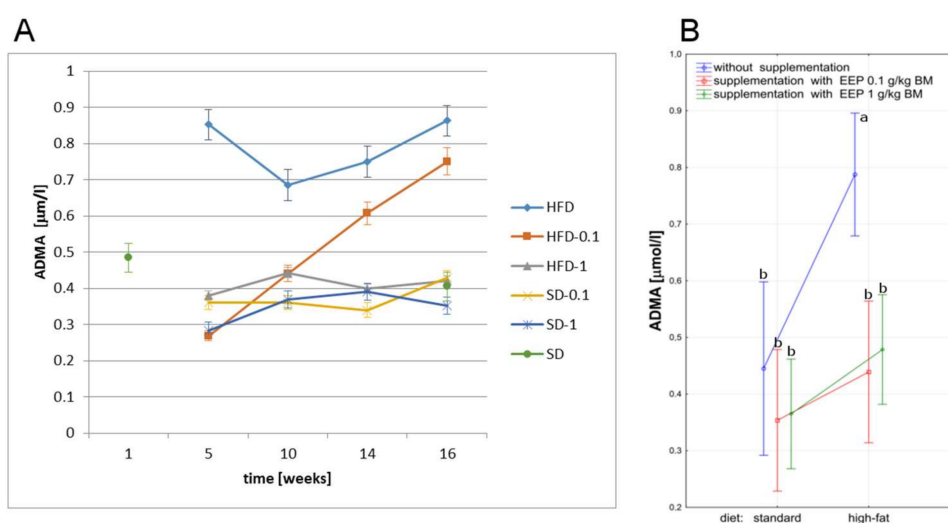 A
1
0.9
0.8
0.7
0.6
0.5
0.4
0.3
0.2
0.1
0
ADMA [µm/l]
1 5 10 14 16
time [weeks]
HFD
HFD-0.1
HFD-1
SD-0.1
SD-1
SD
B
1.0
0.9
0.8
0.7
0.6
0.5
0.4
0.3
0.2
ADMA [µmol/l]
without supplementation
supplementation with EEP 0.1 g/kg BM
supplementation with EEP 1 g/kg BM
a
b
b b
b b
diet: standard high-fat